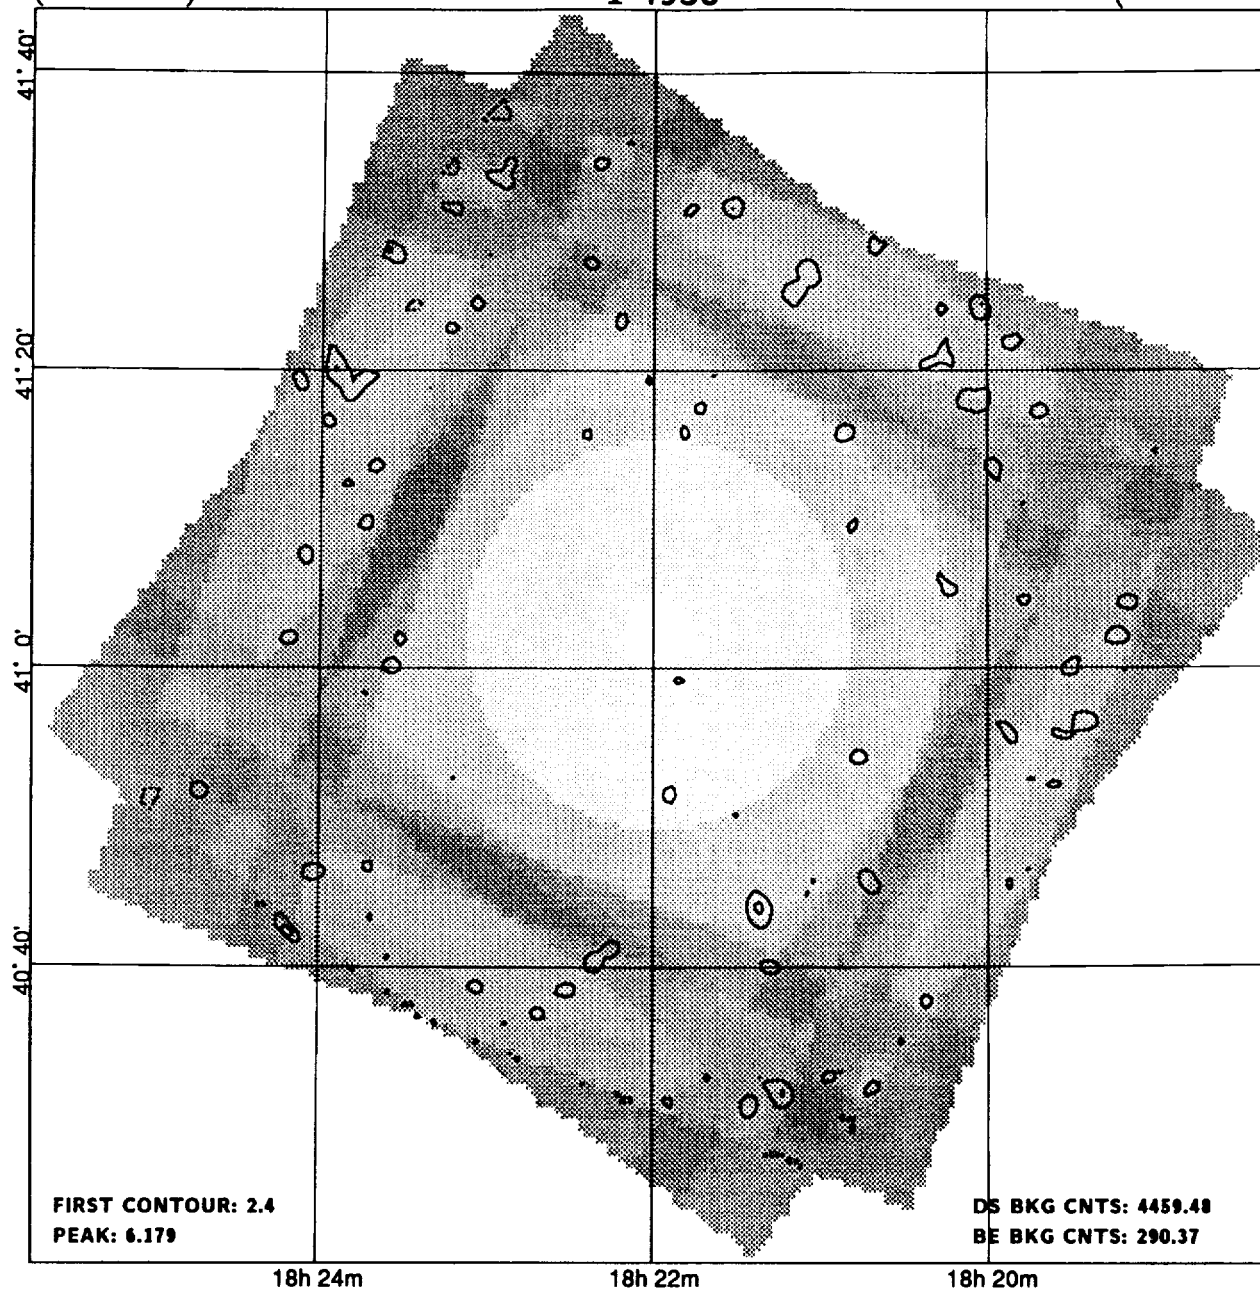 41° 40'
41° 20'
41° 0'
40° 40'
FIRST CONTOUR: 2.4
PEAK: 6.179
DS BKG CNTS: 4459.48
BE BKG CNTS: 290.37
18h 24m
18h 22m
18h 20m